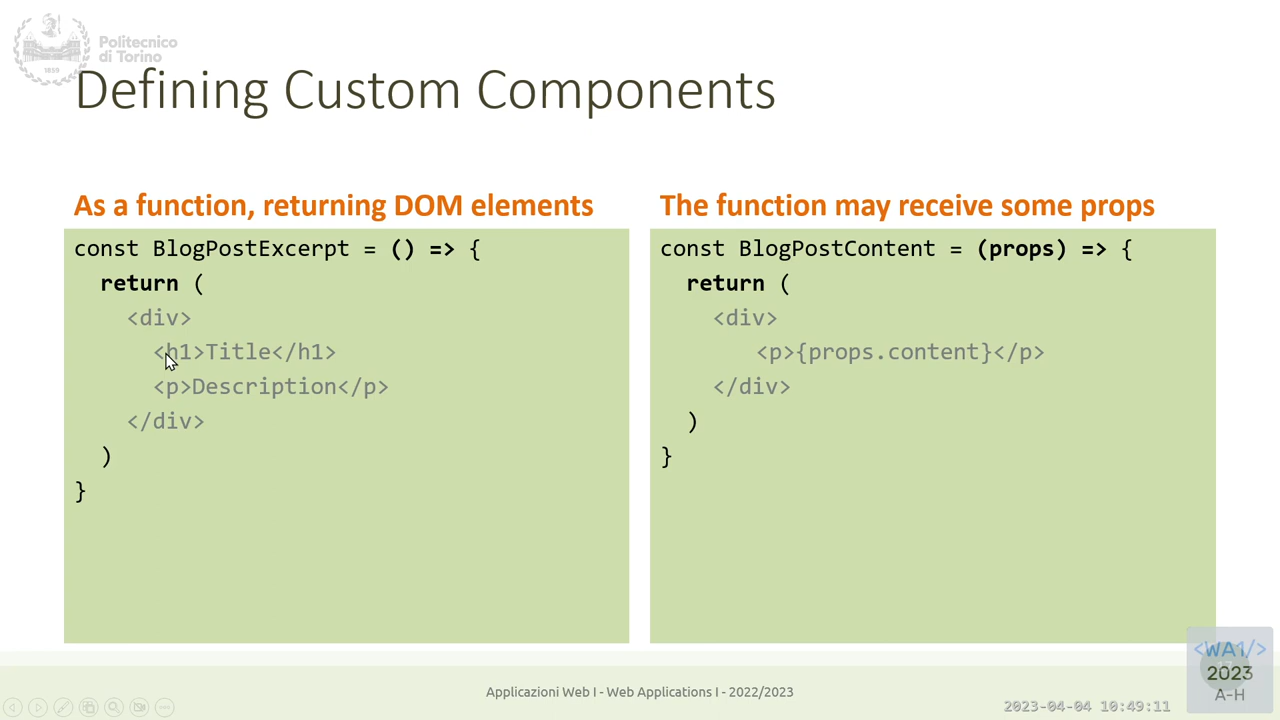 Politecnico
di Torino
1859
Defining Custom Components
As a function, returning DOM elements
const BlogPostExcerpt = () => {
  return (
    <div>
      <h1>Title</h1>
      <p>Description</p>
    </div>
  )
}
The function may receive some props
const BlogPostContent = (props) => {
  return (
    <div>
       <p>{props.content}</p>
    </div>
  )
}
Applicazioni Web I - Web Applications I - 2022/2023
2023-04-04 10:49:11
<WA1/>
2023
A-H